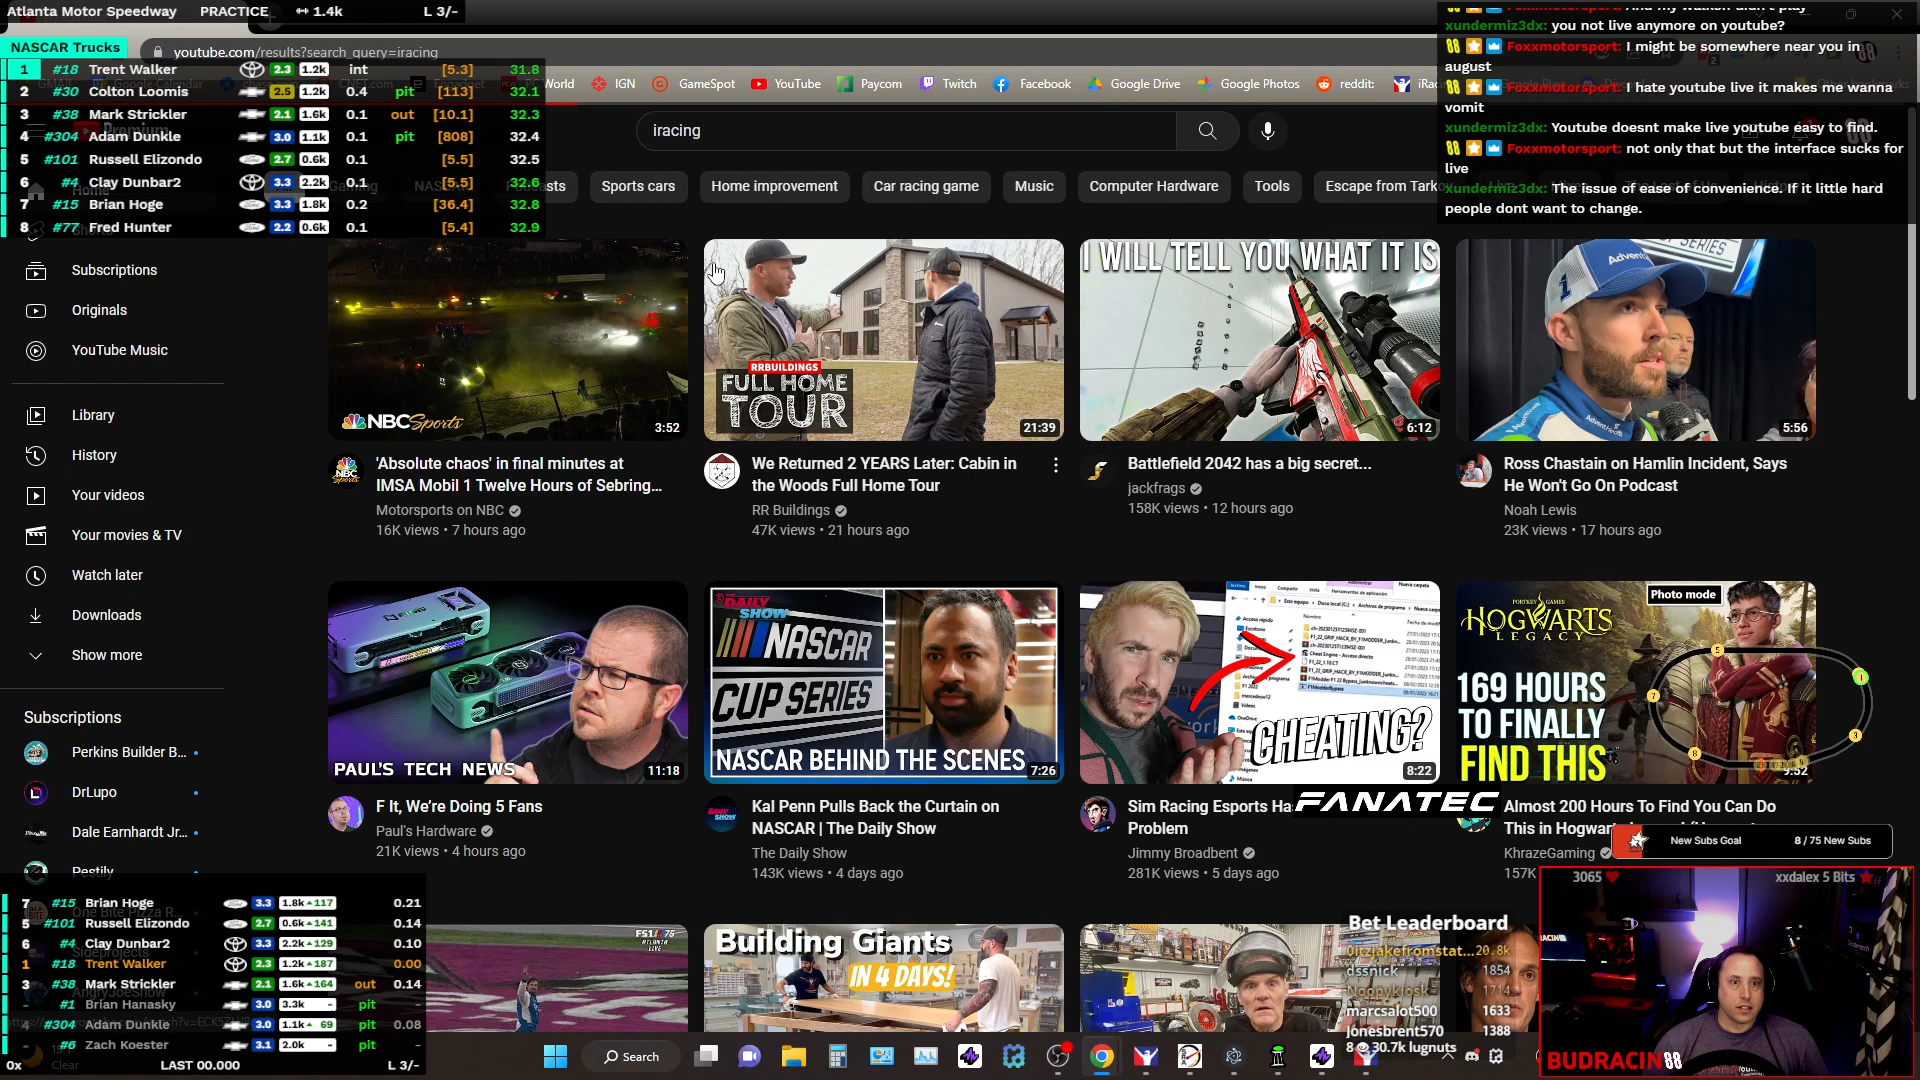 Atlanta Motor Speedway PRACTICE 1.4k L 3/-
NASCAR Trucks
youtube.com/results?search_query=iracing
1 #18 Trent Walker 2.3 1.2k int [5.3] 31.8
2 #30 Colton Loomis 2.5 1.2k 0.4 pit [113] 32.1
3 #38 Mark Strickler 2.1 1.6k 0.1 out [10.1] 32.3
4 #304 Adam Dunkle 3.0 1.1k 0.1 pit [808] 32.4
5 #101 Russell Elizondo 2.7 0.6k 0.1 [5.5] 32.5
6 #4 Clay Dunbar2 3.3 2.2k 0.1 [5.5] 32.6
7 #15 Brian Hoge 3.3 1.8k 0.2 [36.4] 32.8
8 #77 Fred Hunter 2.2 0.6k 0.1 [5.4] 32.9
World IGN GameSpot YouTube Paycom Twitch Facebook Google Drive Google Photos reddit:
iracing
Sports cars Home improvement Car racing game Music Computer Hardware Tools Escape from Tarko
xundermiz3dx: you not live anymore on youtube?
Foxxmotorsport: I might be somewhere near you in
august
Foxxmotorsport: I hate youtube live it makes me wanna
vomit
xundermiz3dx: Youtube doesnt make live youtube easy to find.
Foxxmotorsport: not only that but the interface sucks for
live
xundermiz3dx: The issue of ease of convenience. If it little hard
people dont want to change.
Home
Subscriptions
Originals
YouTube Music
Library
History
Your videos
Your movies & TV
Watch later
Downloads
Show more
Subscriptions
Perkins Builder B...
DrLupo
Dale Earnhardt Jr...
Pestily
NBC Sports
3:52
'Absolute chaos' in final minutes at
IMSA Mobil 1 Twelve Hours of Sebring...
Motorsports on NBC
16K views • 7 hours ago
RRBUILDINGS
FULL HOME
TOUR
21:39
We Returned 2 YEARS Later: Cabin in
the Woods Full Home Tour
RR Buildings
47K views • 21 hours ago
I WILL TELL YOU WHAT IT IS
6:12
Battlefield 2042 has a big secret...
jackfrags
158K views • 12 hours ago
5:56
Ross Chastain on Hamlin Incident, Says
He Won't Go On Podcast
Noah Lewis
23K views • 17 hours ago
PAUL'S TECH NEWS
11:18
F It, We're Doing 5 Fans
Paul's Hardware
21K views • 4 hours ago
THE DAILY SHOW
NASCAR
CUP SERIES
NASCAR BEHIND THE SCENES
7:26
Kal Penn Pulls Back the Curtain on
NASCAR | The Daily Show
The Daily Show
143K views • 4 days ago
CHEATING?
8:22
Sim Racing Esports Ha
Problem
Jimmy Broadbent
281K views • 5 days ago
FANATEC
PORTKEY GAMES
HOGWARTS
LEGACY
Photo mode
169 HOURS
TO FINALLY
FIND THIS
9:52
Almost 200 Hours To Find You Can Do
This in Hogwart
KhrazeGaming
157K
New Subs Goal 8 / 75 New Subs
7 #15 Brian Hoge 3.3 1.8k 117 0.21
5 #101 Russell Elizondo 2.7 0.6k 141 0.14
6 #4 Clay Dunbar2 3.3 2.2k 129 0.10
1 #18 Trent Walker 2.3 1.2k 187 0.00
3 #38 Mark Strickler 2.1 1.6k 164 out 0.14
- #1 Brian Hanasky 3.0 3.3k - pit -
4 #304 Adam Dunkle 3.0 1.1k 69 pit 0.08
- #6 Zach Koester 3.1 2.0k - pit -
0x LAST 00.000 L 3/-
Building Giants
IN 4 DAYS!
Bet Leaderboard
0itzjakefromstat... 20.8k
dssnick 1854
Noopykiosk 1714
marcsalot500 1633
jonesbrent570 1388
8 30.7k lugnuts
3065 xxdalex 5 Bits
BUDRACIN88
Search